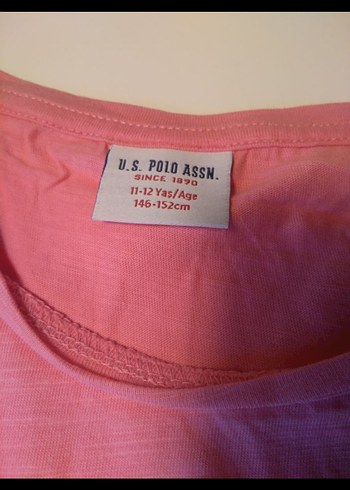 U.S. POLO ASSN.
SINCE 1890
11-12 Yaş/Age
146-152cm